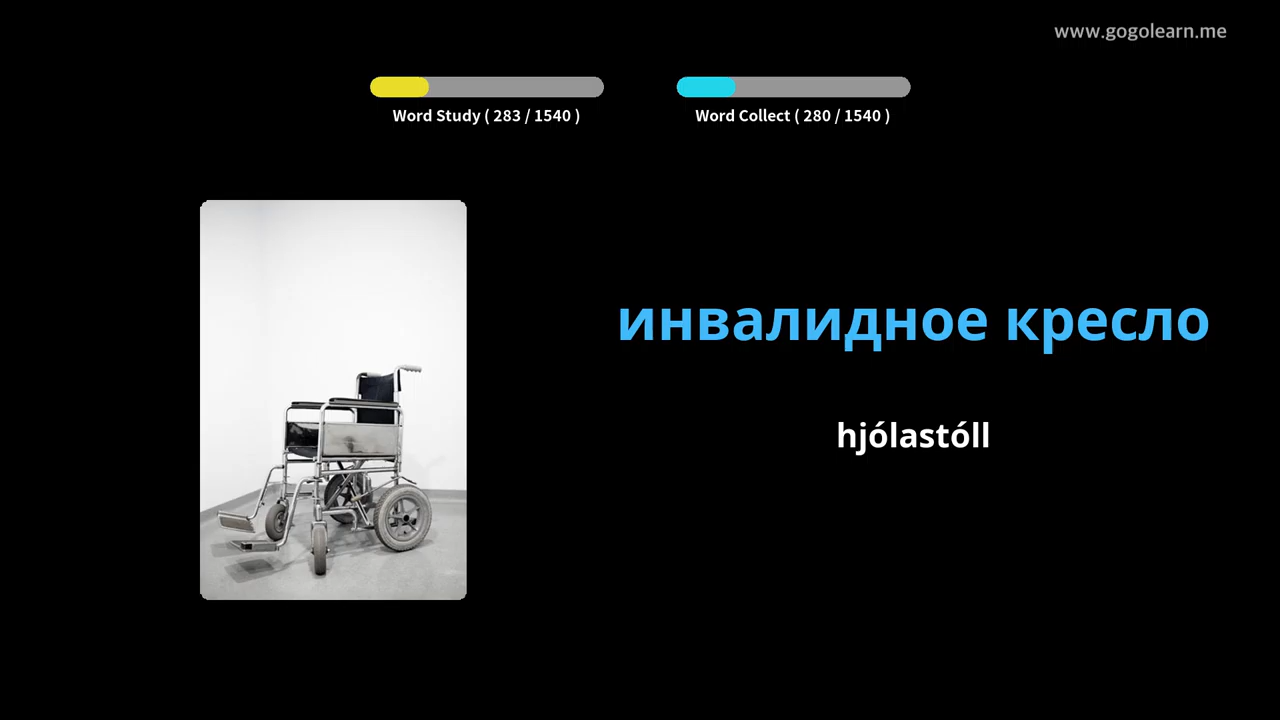 www.gogolearn.me
Word Study ( 283 / 1540 )
Word Collect ( 280 / 1540 )
инвалидное кресло
hjólastóll